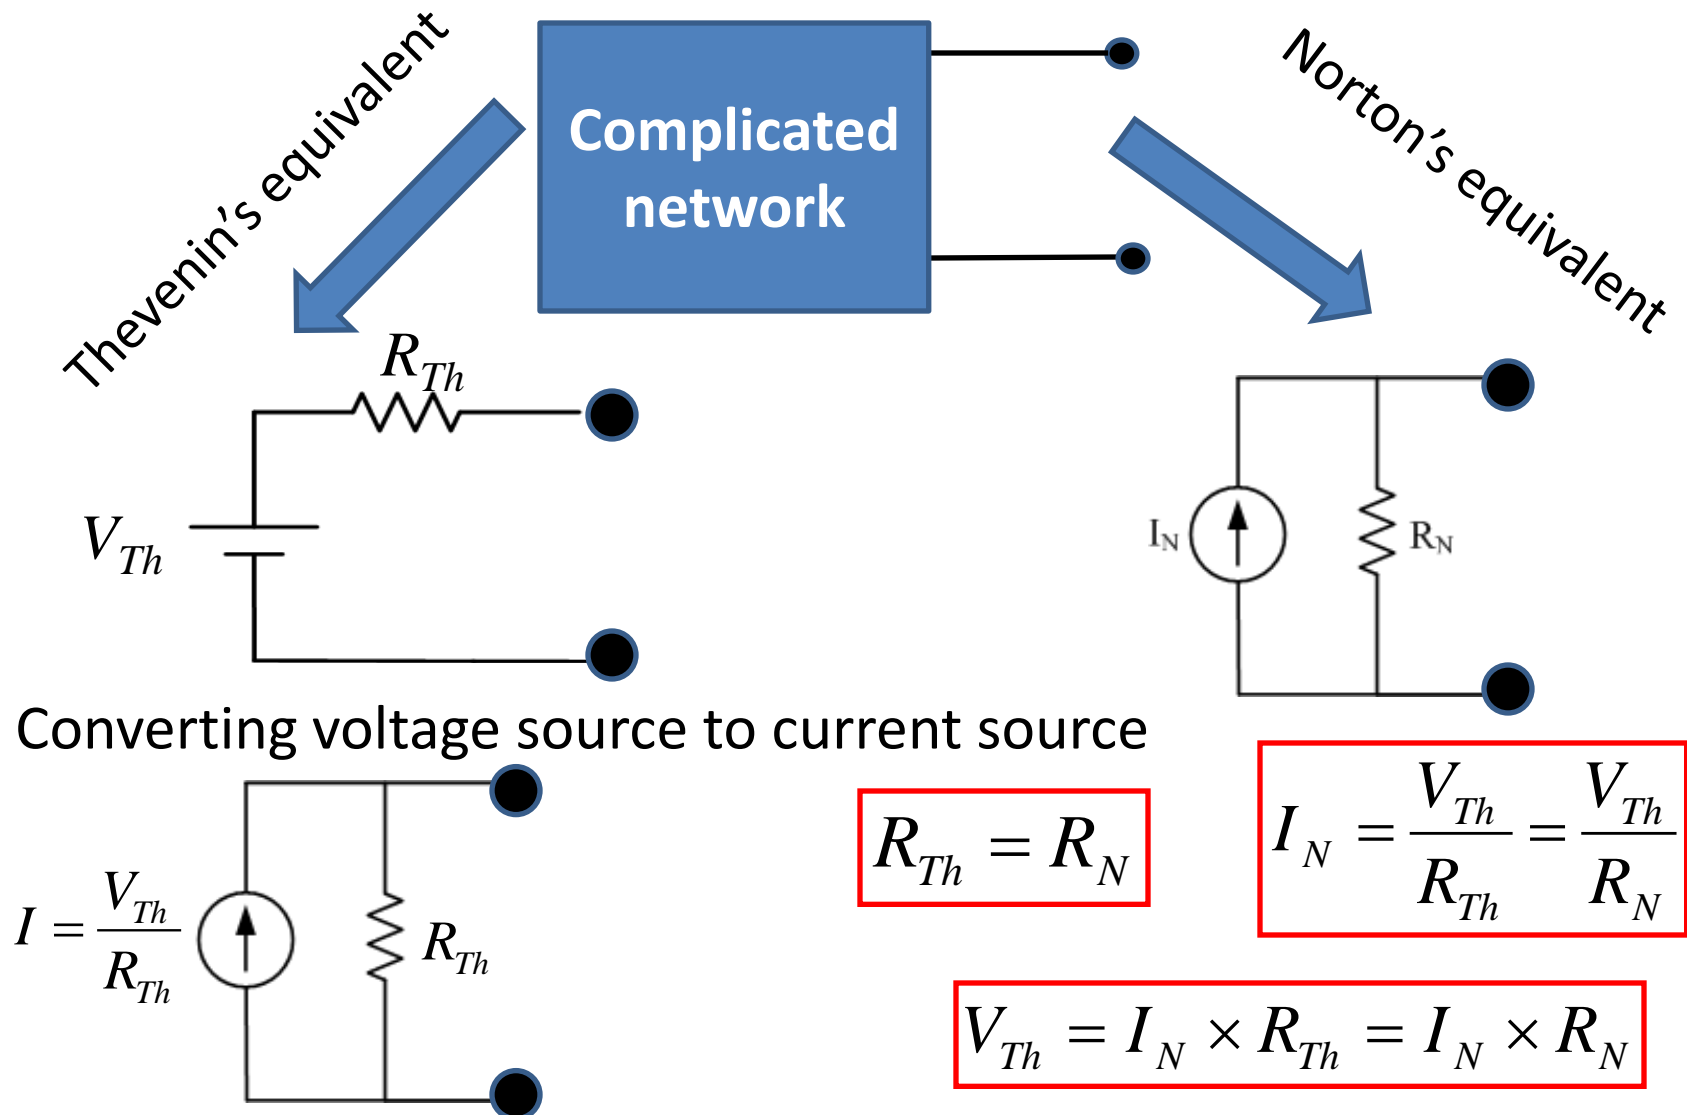 Thevenin's equivalent
Complicated
network
Norton's equivalent
R_Th
V_Th
I_N
R_N
Converting voltage source to current source
I = V_Th / R_Th
R_Th
R_Th = R_N
I_N = V_Th / R_Th = V_Th / R_N
V_Th = I_N × R_Th = I_N × R_N